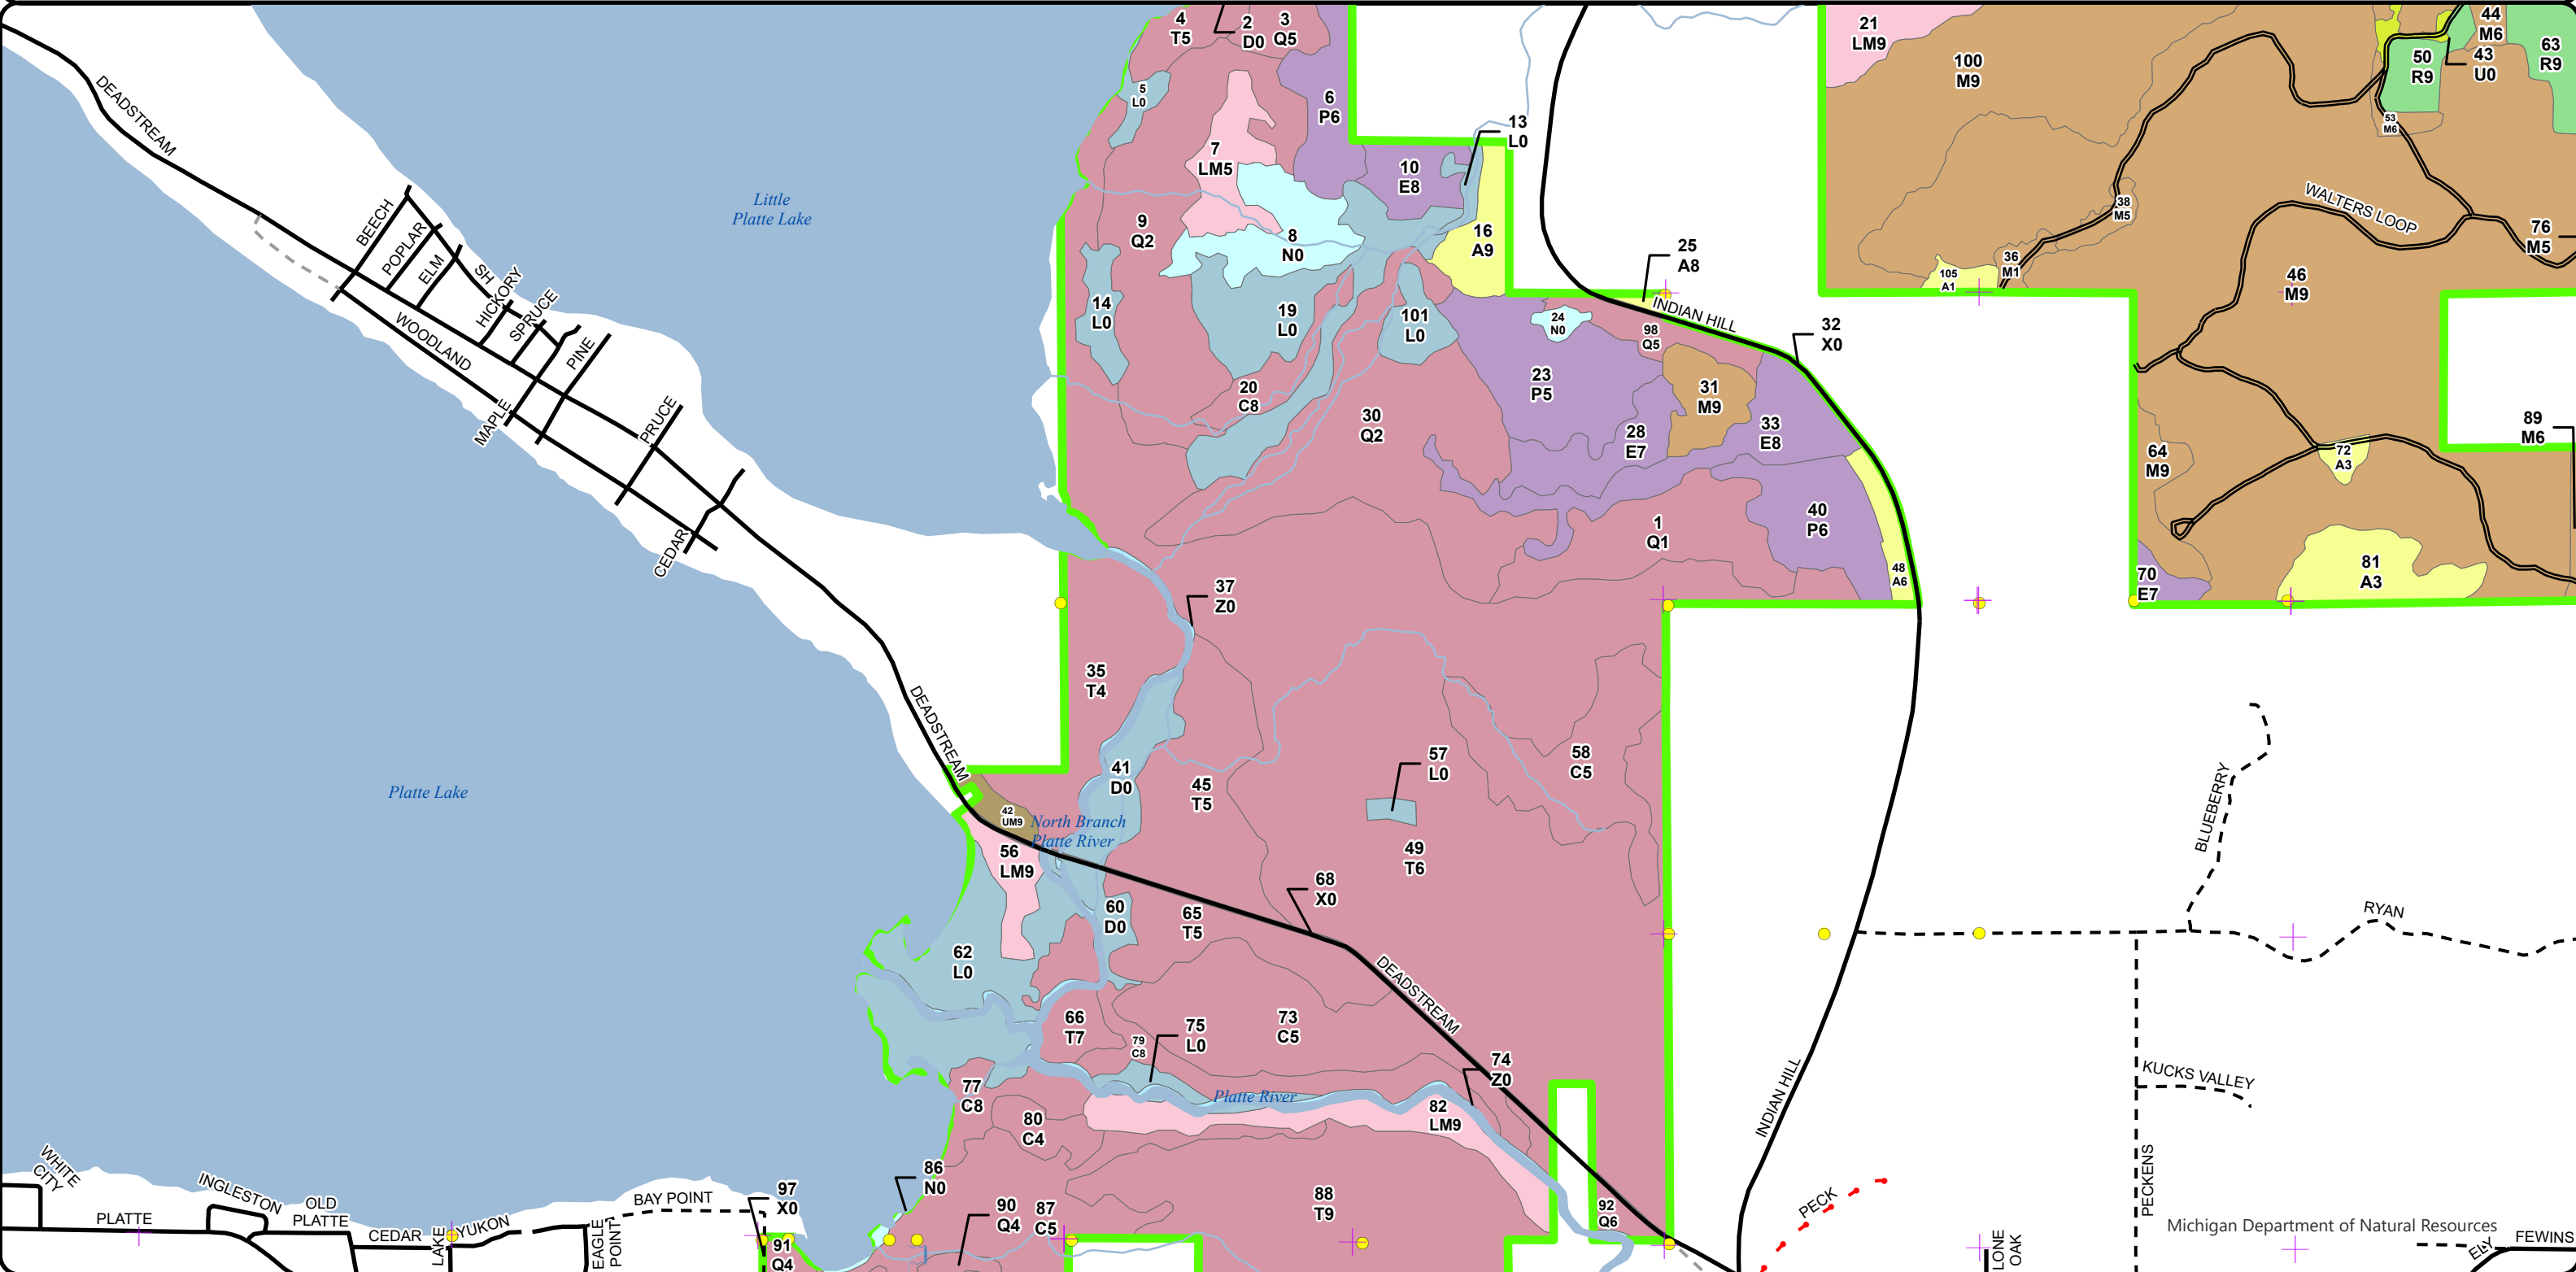 4
T5
2
D0
3
Q5
21
LM9
100
M9
44
M6
43
U0
50
R9
63
R9
5
L0
6
P6
13
L0
53
M6
DEADSTREAM
7
LM5
10
E8
Little
Platte Lake
BEECH
POPLAR
ELM
SH
HICKORY
SPRUCE
PINE
WOODLAND
MAPLE
PRUCE
CEDAR
9
Q2
8
N0
16
A9
25
A8
38
M5
WALTERS LOOP
76
M5
36
M1
105
A1
46
M9
14
L0
19
L0
101
L0
24
N0
INDIAN HILL
98
Q5
32
X0
20
C8
30
Q2
23
P5
31
M9
28
E7
33
E8
89
M6
64
M9
72
A3
40
P6
1
Q1
48
A6
70
E7
81
A3
37
Z0
35
T4
DEADSTREAM
41
D0
45
T5
57
L0
58
C5
Platte Lake
42
UM9
North Branch
Platte River
56
LM9
49
T6
BLUEBERRY
68
X0
60
D0
65
T5
RYAN
62
L0
DEADSTREAM
66
T7
79
C8
75
L0
73
C5
74
Z0
KUCKS VALLEY
INDIAN HILL
77
C8
Platte River
80
C4
82
LM9
WHITE
CITY
INGLESTON
OLD
PLATTE
PLATTE
CEDAR
LAKE
YUKON
EAGLE
POINT
BAY POINT
97
X0
86
N0
90
Q4
87
C5
88
T9
92
Q6
91
Q4
PECK
PECKENS
LONE
OAK
Michigan Department of Natural Resources
ELY
FEWINS